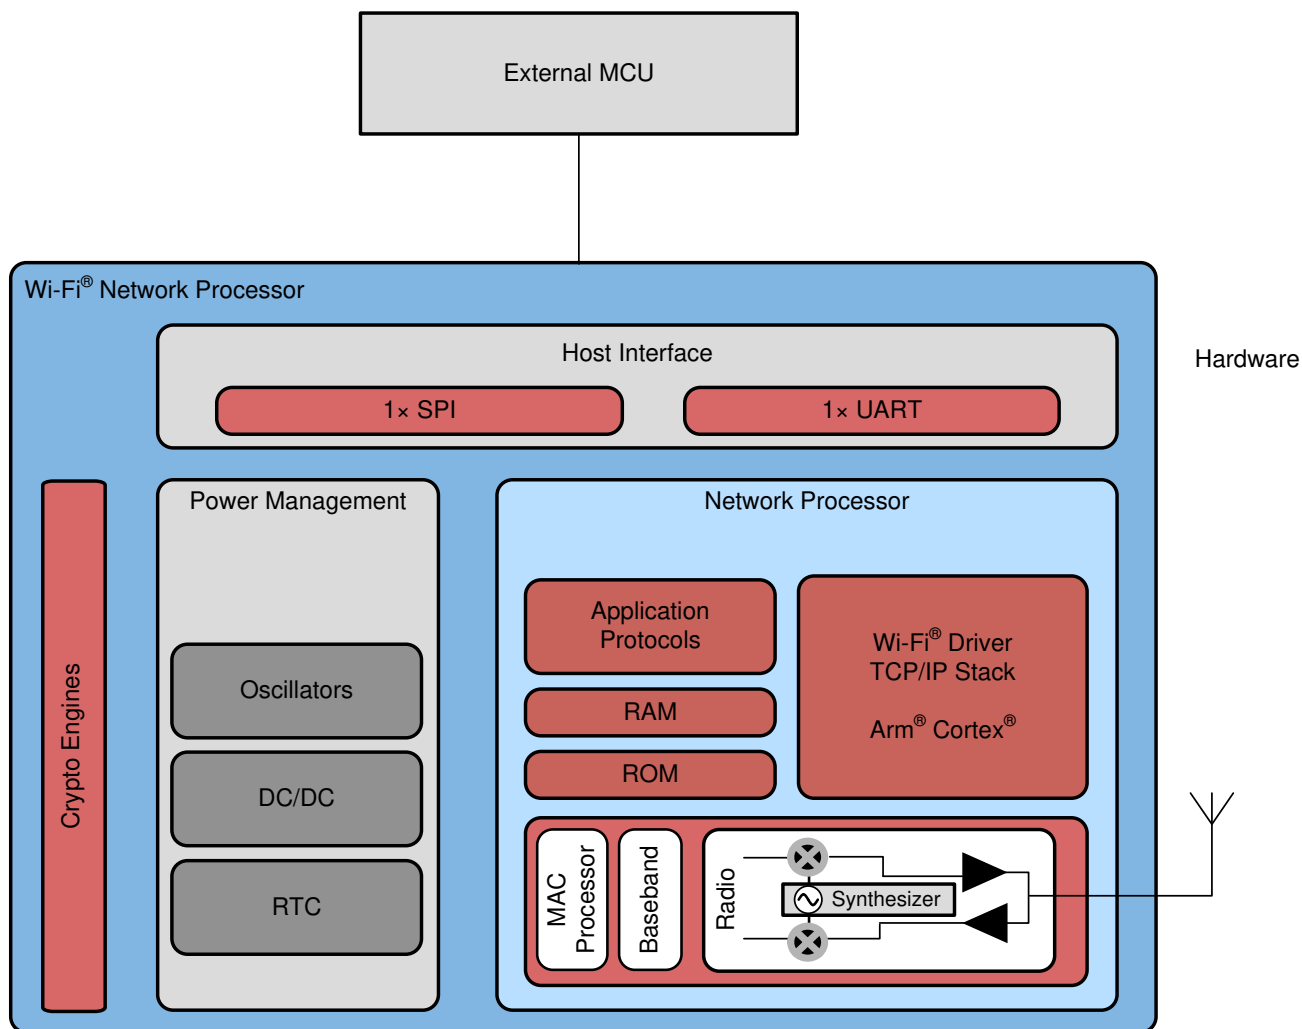 External MCU
Wi-Fi® Network Processor
Host Interface
Hardware
1× SPI
1× UART
Power Management
Network Processor
Application
Protocols
Wi-Fi® Driver
TCP/IP Stack
Arm® Cortex®
Oscillators
RAM
ROM
Crypto Engines
DC/DC
RTC
MAC
Processor
Baseband
Radio
Synthesizer